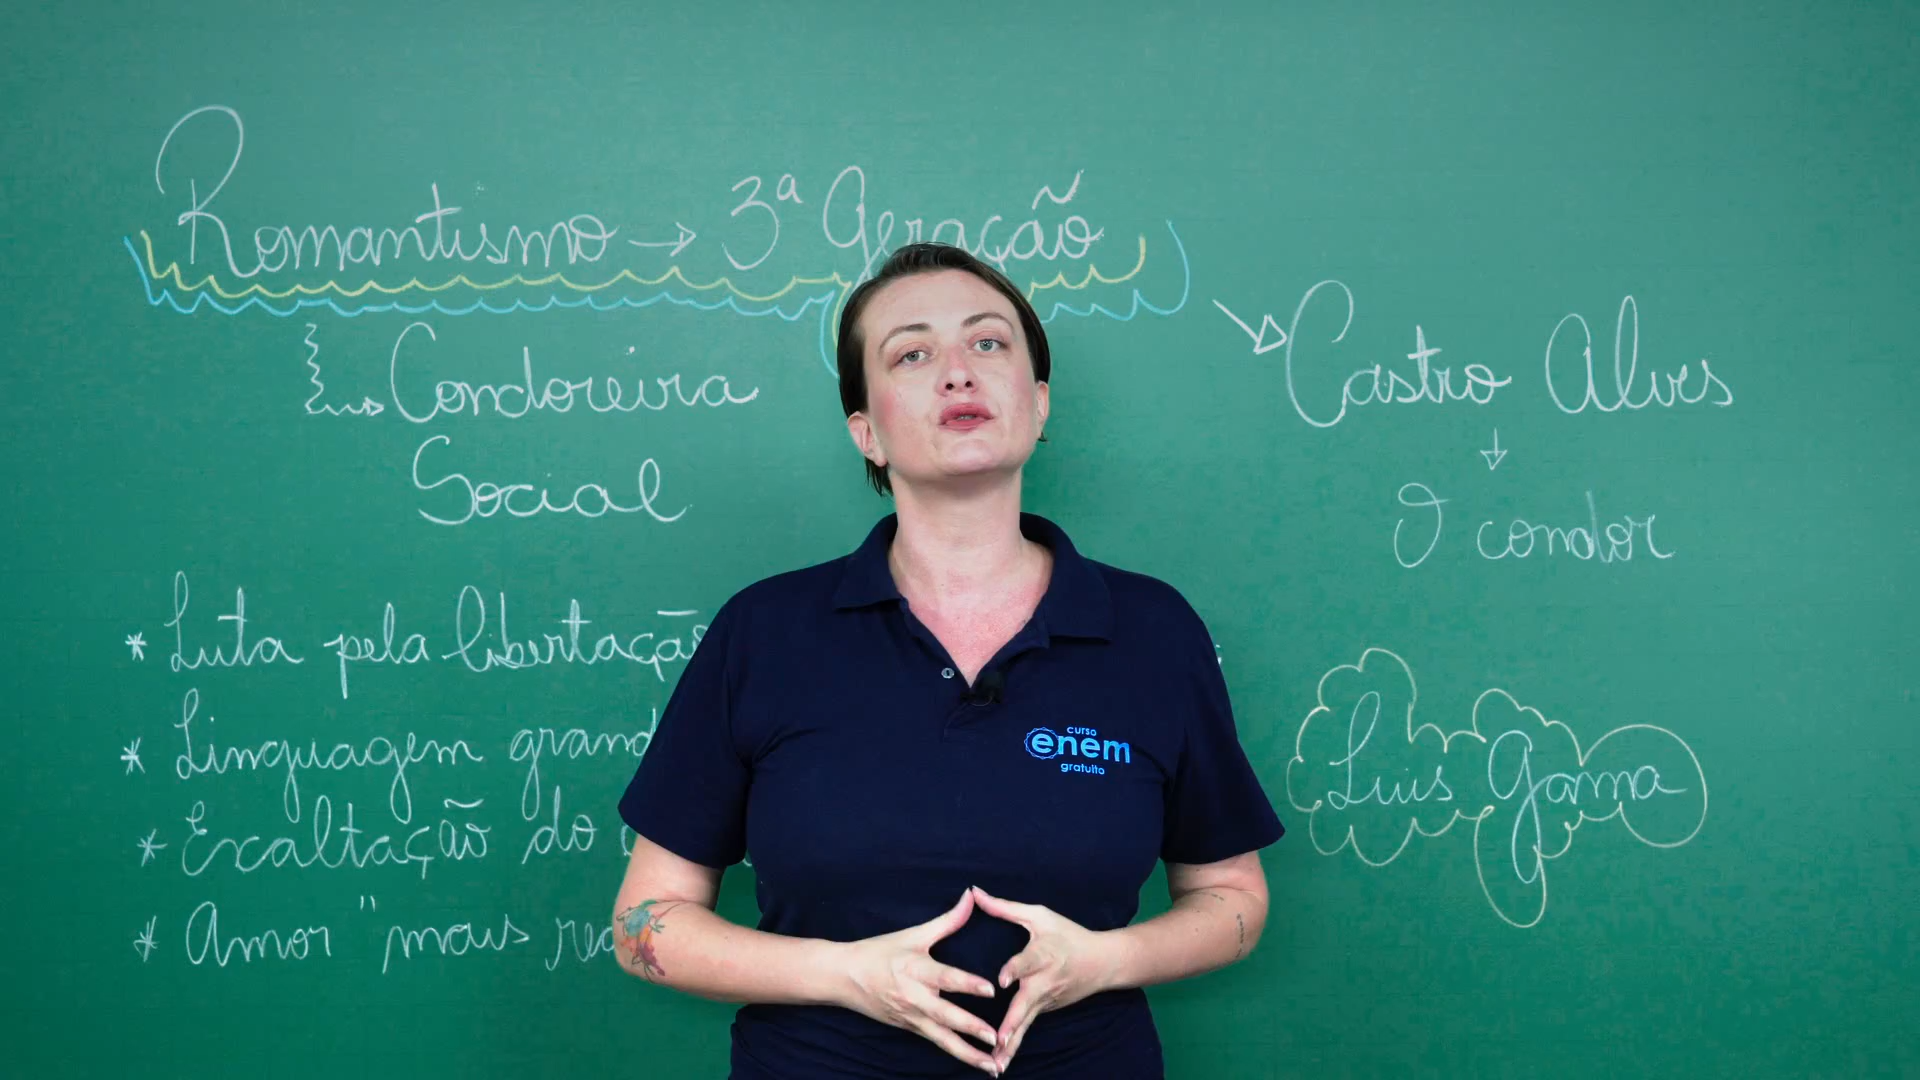 Romantismo → 3ª Geração
Condoreira
Social
Castro Alves
↓
O condor
* Luta pela libertação
* Linguagem grand
* Exaltação do
* Amor "mais rea
Luis Gama
curso
enem
gratuito